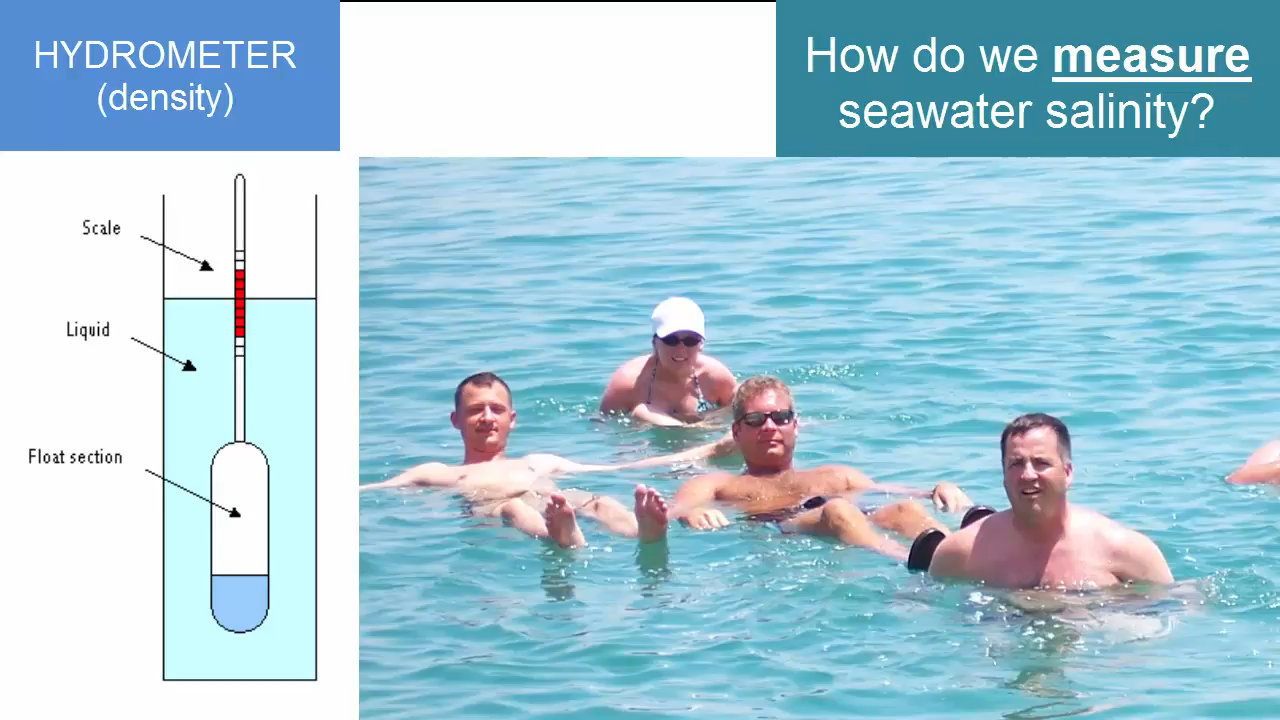 HYDROMETER
(density)
How do we measure
seawater salinity?
Scale
Liquid
Float section